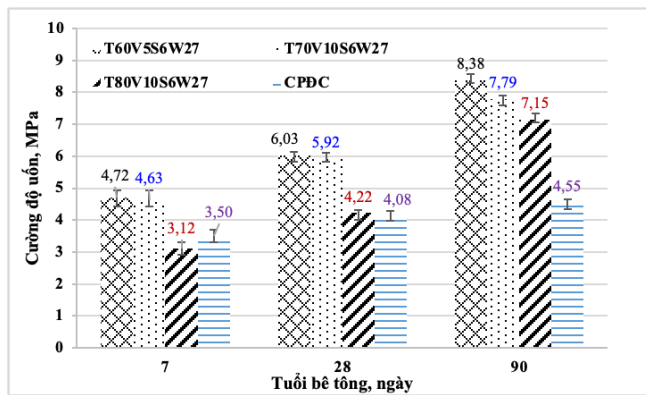 10
9
8
7
6
5
4
3
2
1
0
Cường độ uốn, MPa
T60V5S6W27 T70V10S6W27
T80V10S6W27 CPĐC
4,72 4,63 3,12 3,50
6,03 5,92 4,22 4,08
8,38 7,79 7,15 4,55
7 28 90
Tuổi bê tông, ngày